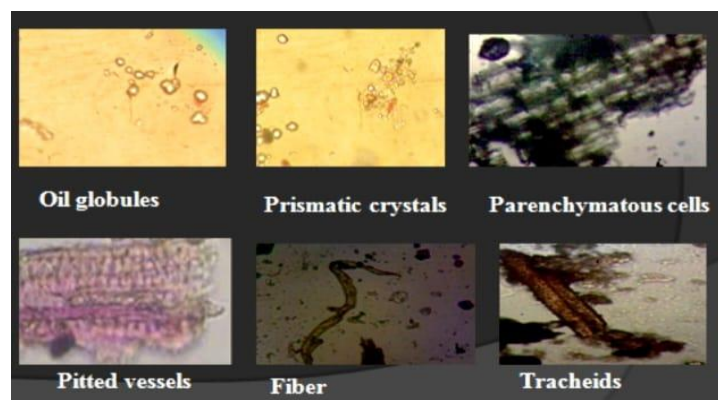 Oil globules
Prismatic crystals
Parenchymatous cells
Pitted vessels
Fiber
Tracheids